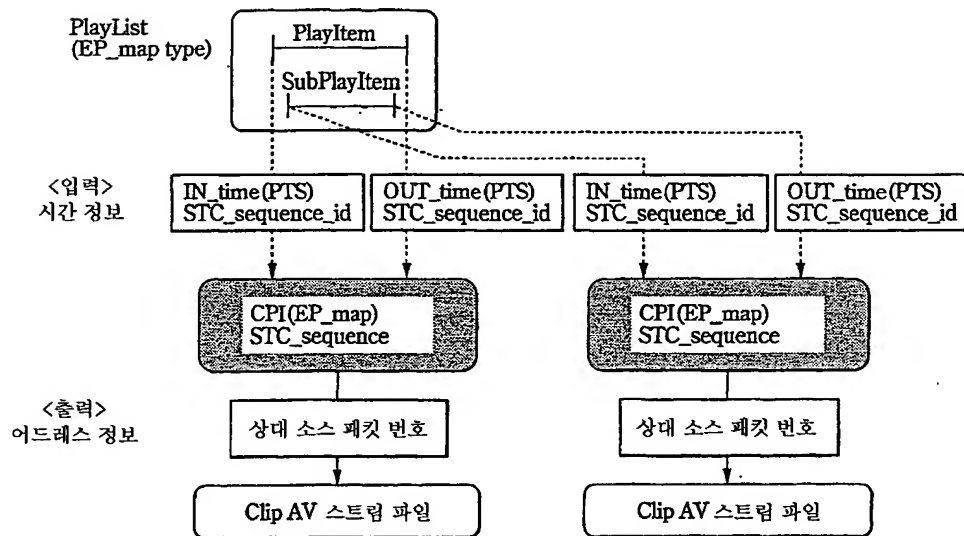 PlayList
(EP_map type)
PlayItem
SubPlayItem
<입력>
시간 정보
IN_time(PTS)
STC_sequence_id
OUT_time(PTS)
STC_sequence_id
IN_time(PTS)
STC_sequence_id
OUT_time(PTS)
STC_sequence_id
CPI(EP_map)
STC_sequence
CPI(EP_map)
STC_sequence
<출력>
어드레스 정보
상대 소스 패킷 번호
상대 소스 패킷 번호
Clip AV 스트림 파일
Clip AV 스트림 파일